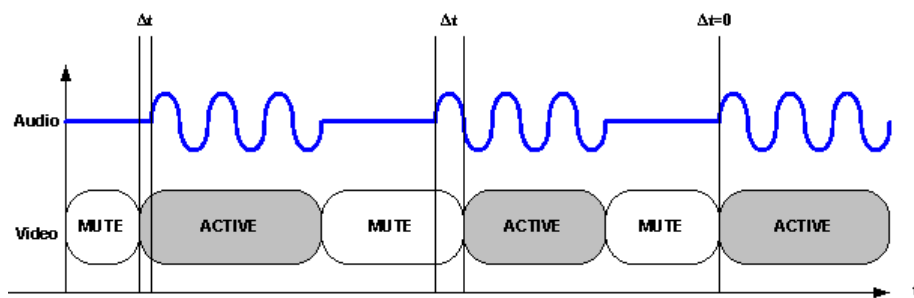 Δt Δt Δt=0
Audio
Video MUTE ACTIVE MUTE ACTIVE MUTE ACTIVE
t